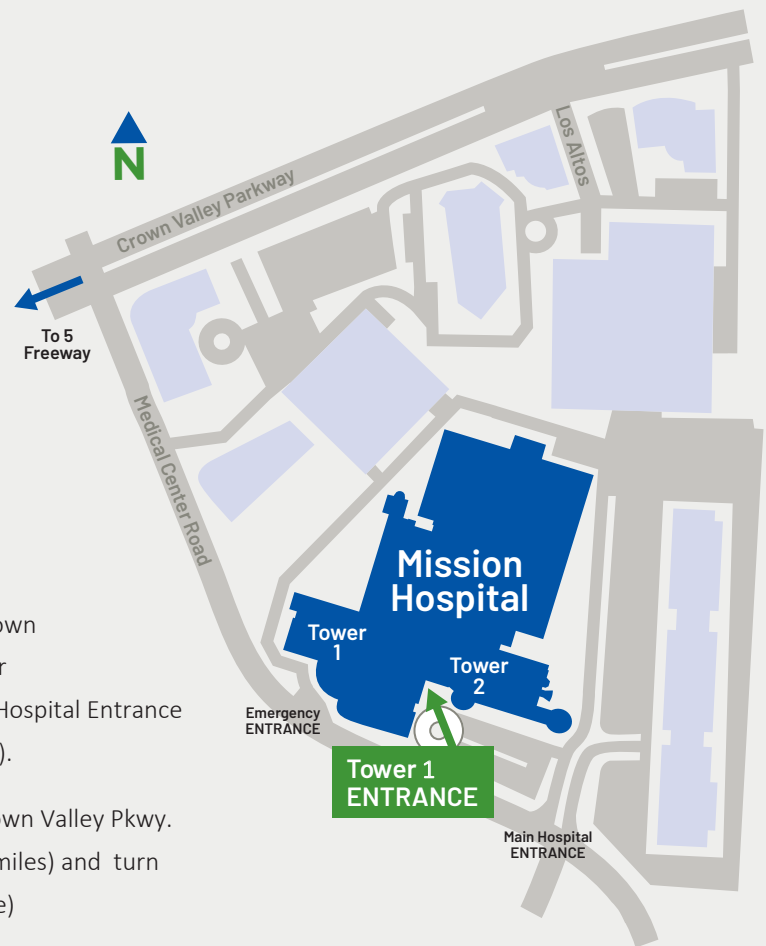 N
Crown Valley Parkway
Los Altos
To 5
Freeway
Medical Center Road
Mission
Hospital
Tower
1
Tower
2
Emergency
ENTRANCE
Tower 1
ENTRANCE
Main Hospital
ENTRANCE
own
r
Hospital Entrance
).
own Valley Pkwy.
miles) and turn
e)